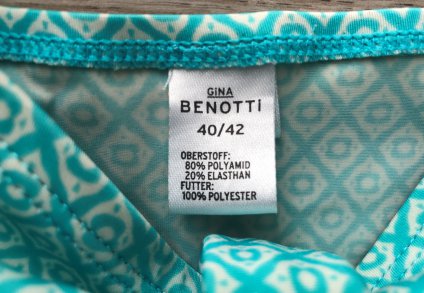 GINA
BENOTTi
40/42
OBERSTOFF:
80% POLYAMID
20% ELASTHAN
FUTTER:
100% POLYESTER